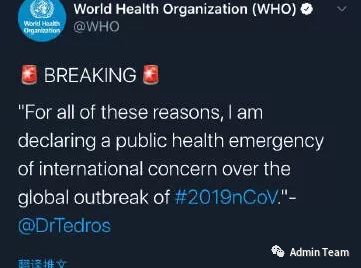 World Health Organization (WHO)
@WHO
World Health
Organization
🚨 BREAKING 🚨
"For all of these reasons, I am
declaring a public health emergency
of international concern over the
global outbreak of #2019nCoV."-
@DrTedros
翻译推文
Admin Team